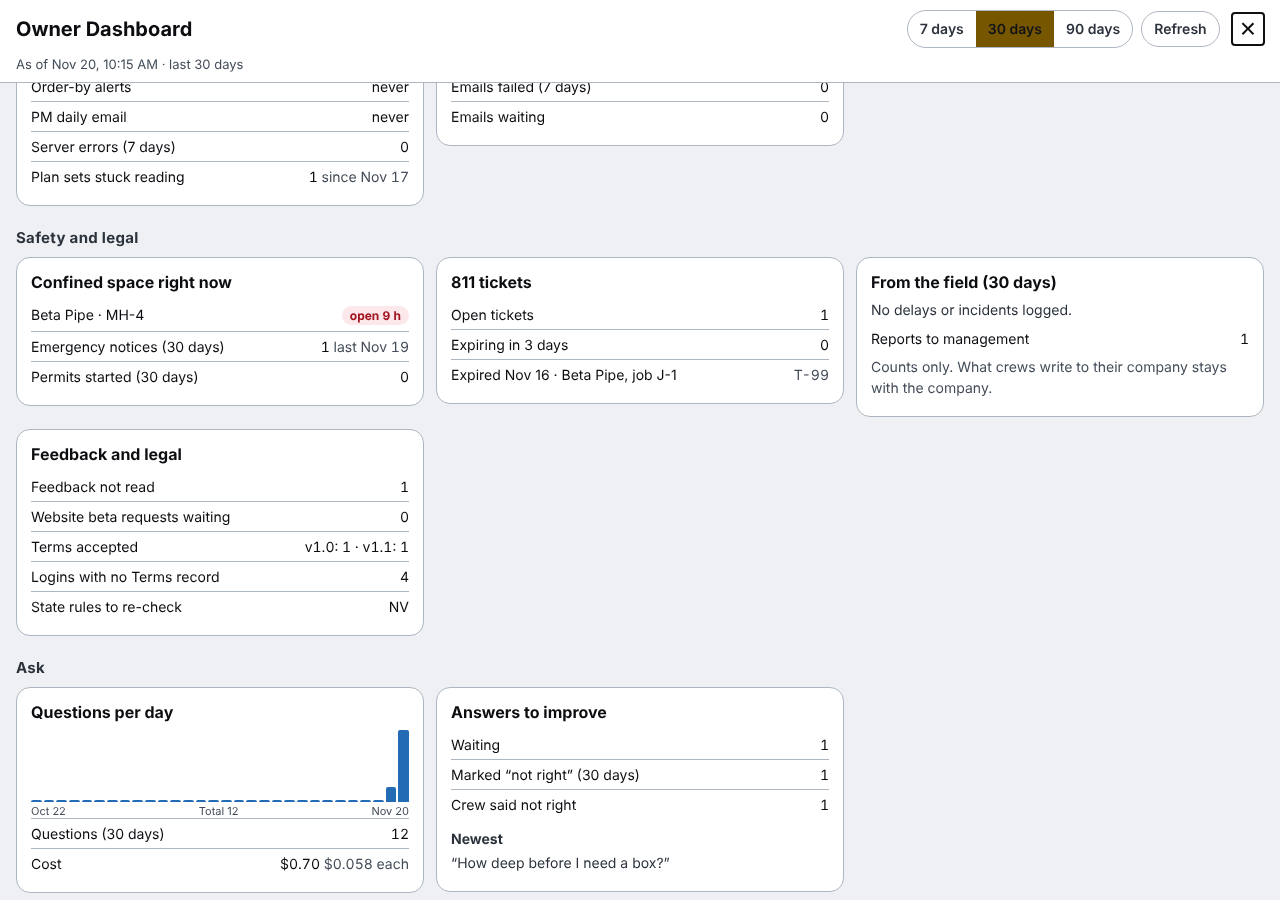 Owner Dashboard
7 days
30 days
90 days
Refresh
As of Nov 20, 10:15 AM · last 30 days
Order-by alerts never
PM daily email never
Server errors (7 days) 0
Plan sets stuck reading 1 since Nov 17
Emails failed (7 days) 0
Emails waiting 0
Safety and legal
Confined space right now
Beta Pipe · MH-4 open 9 h
Emergency notices (30 days) 1 last Nov 19
Permits started (30 days) 0
811 tickets
Open tickets 1
Expiring in 3 days 0
Expired Nov 16 · Beta Pipe, job J-1 T-99
From the field (30 days)
No delays or incidents logged.
Reports to management 1
Counts only. What crews write to their company stays
with the company.
Feedback and legal
Feedback not read 1
Website beta requests waiting 0
Terms accepted v1.0: 1 · v1.1: 1
Logins with no Terms record 4
State rules to re-check NV
Ask
Questions per day
Oct 22 Total 12 Nov 20
Questions (30 days) 12
Cost $0.70 $0.058 each
Answers to improve
Waiting 1
Marked “not right” (30 days) 1
Crew said not right 1
Newest
“How deep before I need a box?”